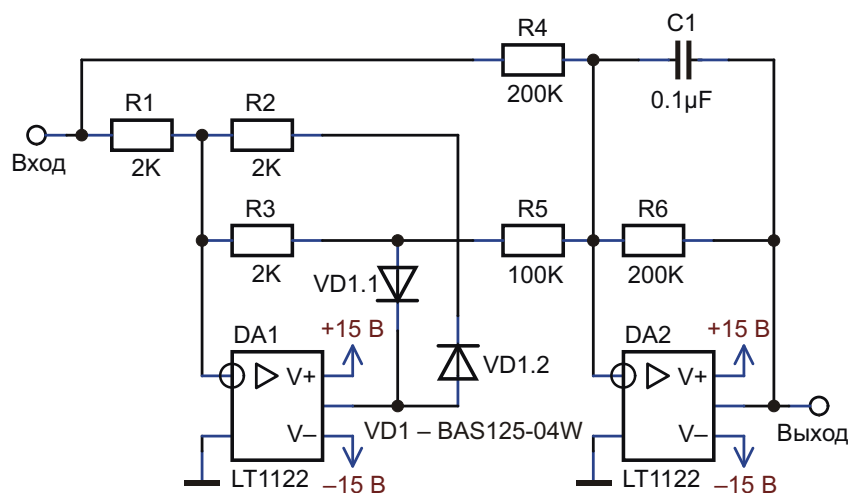 R4
C1
200K
0.1µF
R1
R2
Вход
2K
2K
R3
R5
R6
2K
100K
200K
VD1.1
DA1
+15 В
VD1.2
DA2
+15 В
V+
V+
V–
VD1 – BAS125-04W
V–
Выход
LT1122
–15 В
LT1122
–15 В